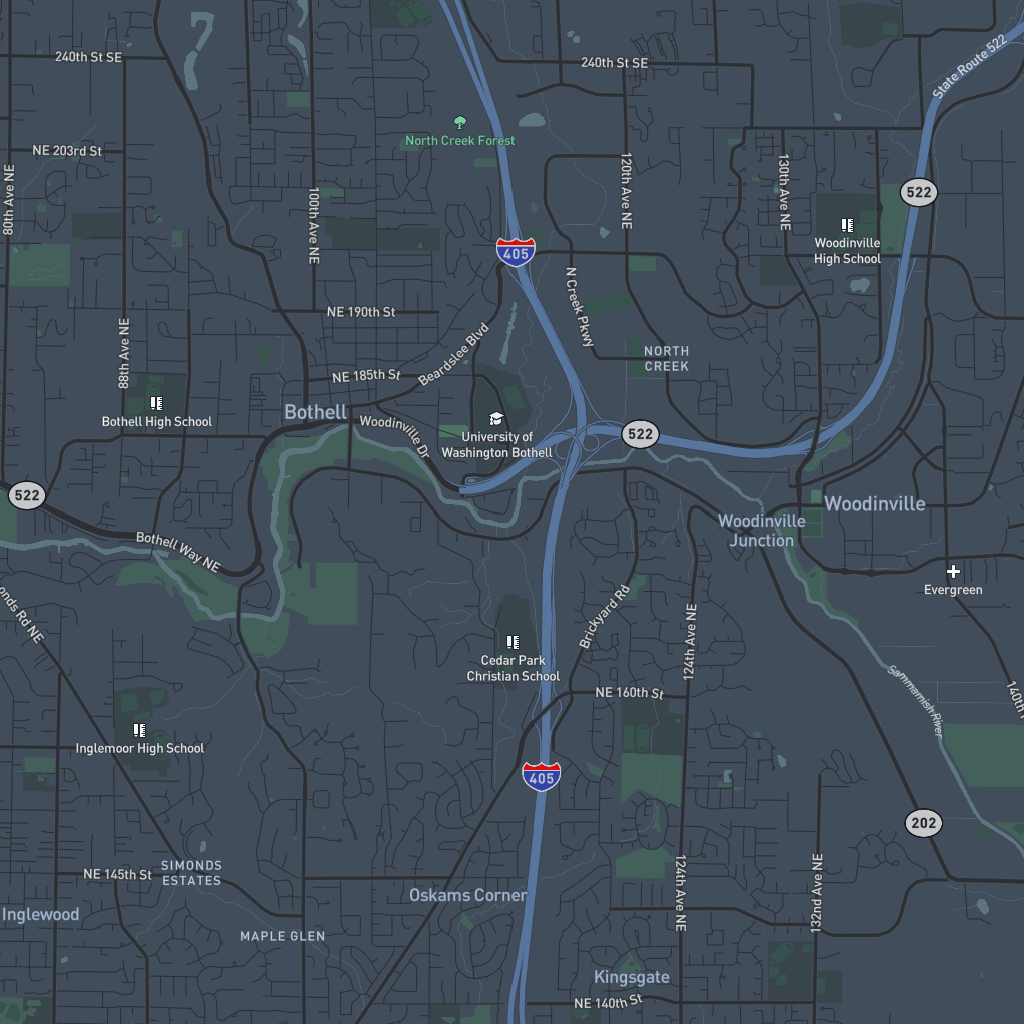 240th St SE
240th St SE
State Route 522
North Creek Forest
NE 203rd St
80th Ave NE
100th Ave NE
120th Ave NE
130th Ave NE
522
Woodinville
High School
405
N Creek Pkwy
NE 190th St
Beardslee Blvd
88th Ave NE
NORTH
CREEK
NE 185th St
Bothell High School
Bothell
Woodinville Dr
University of
Washington Bothell
522
522
Woodinville
Woodinville
Junction
Bothell Way NE
Evergreen
onds Rd NE
Brickyard Rd
124th Ave NE
Cedar Park
Christian School
NE 160th St
Sammamish River
140th
Inglemoor High School
405
202
SIMONDS
ESTATES
NE 145th St
Oskams Corner
124th Ave NE
132nd Ave NE
Inglewood
MAPLE GLEN
Kingsgate
NE 140th St